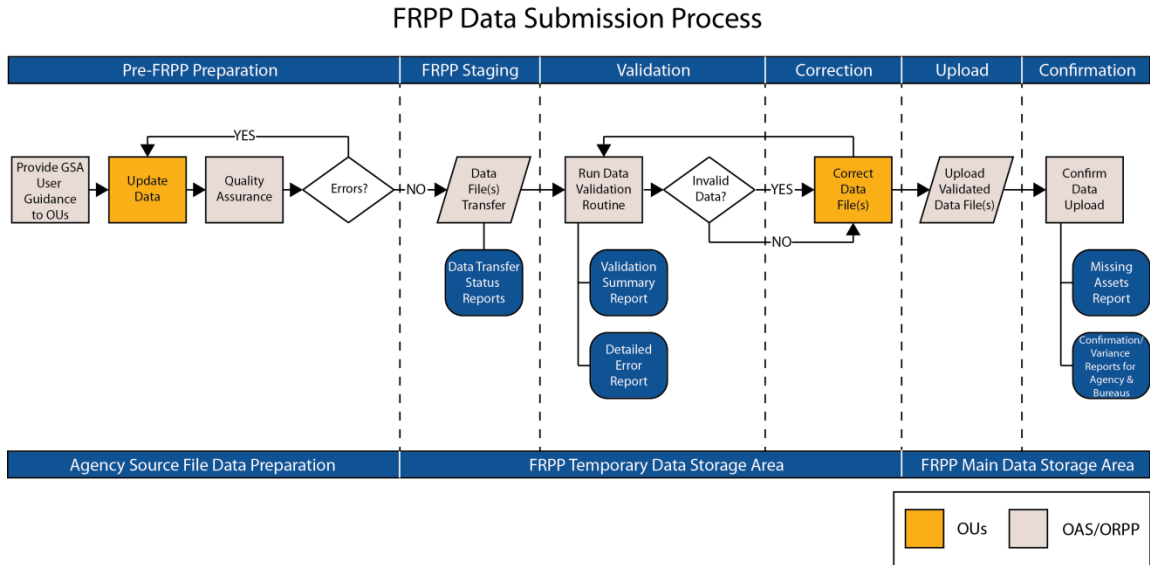 FRPP Data Submission Process
Pre-FRPP Preparation
FRPP Staging
Validation
Correction
Upload
Confirmation
YES
Provide GSA
User
Guidance
to OUs
Update
Data
Quality
Assurance
Errors?
NO
Data
File(s)
Transfer
Run Data
Validation
Routine
Invalid
Data?
YES
Correct
Data
File(s)
Upload
Validated
Data File(s)
Confirm
Data
Upload
NO
Data Transfer
Status
Reports
Validation
Summary
Report
Missing
Assets
Report
Detailed
Error
Report
Confirmation/
Variance
Reports for
Agency &
Bureaus
Agency Source File Data Preparation
FRPP Temporary Data Storage Area
FRPP Main Data Storage Area
OUs
OAS/ORPP